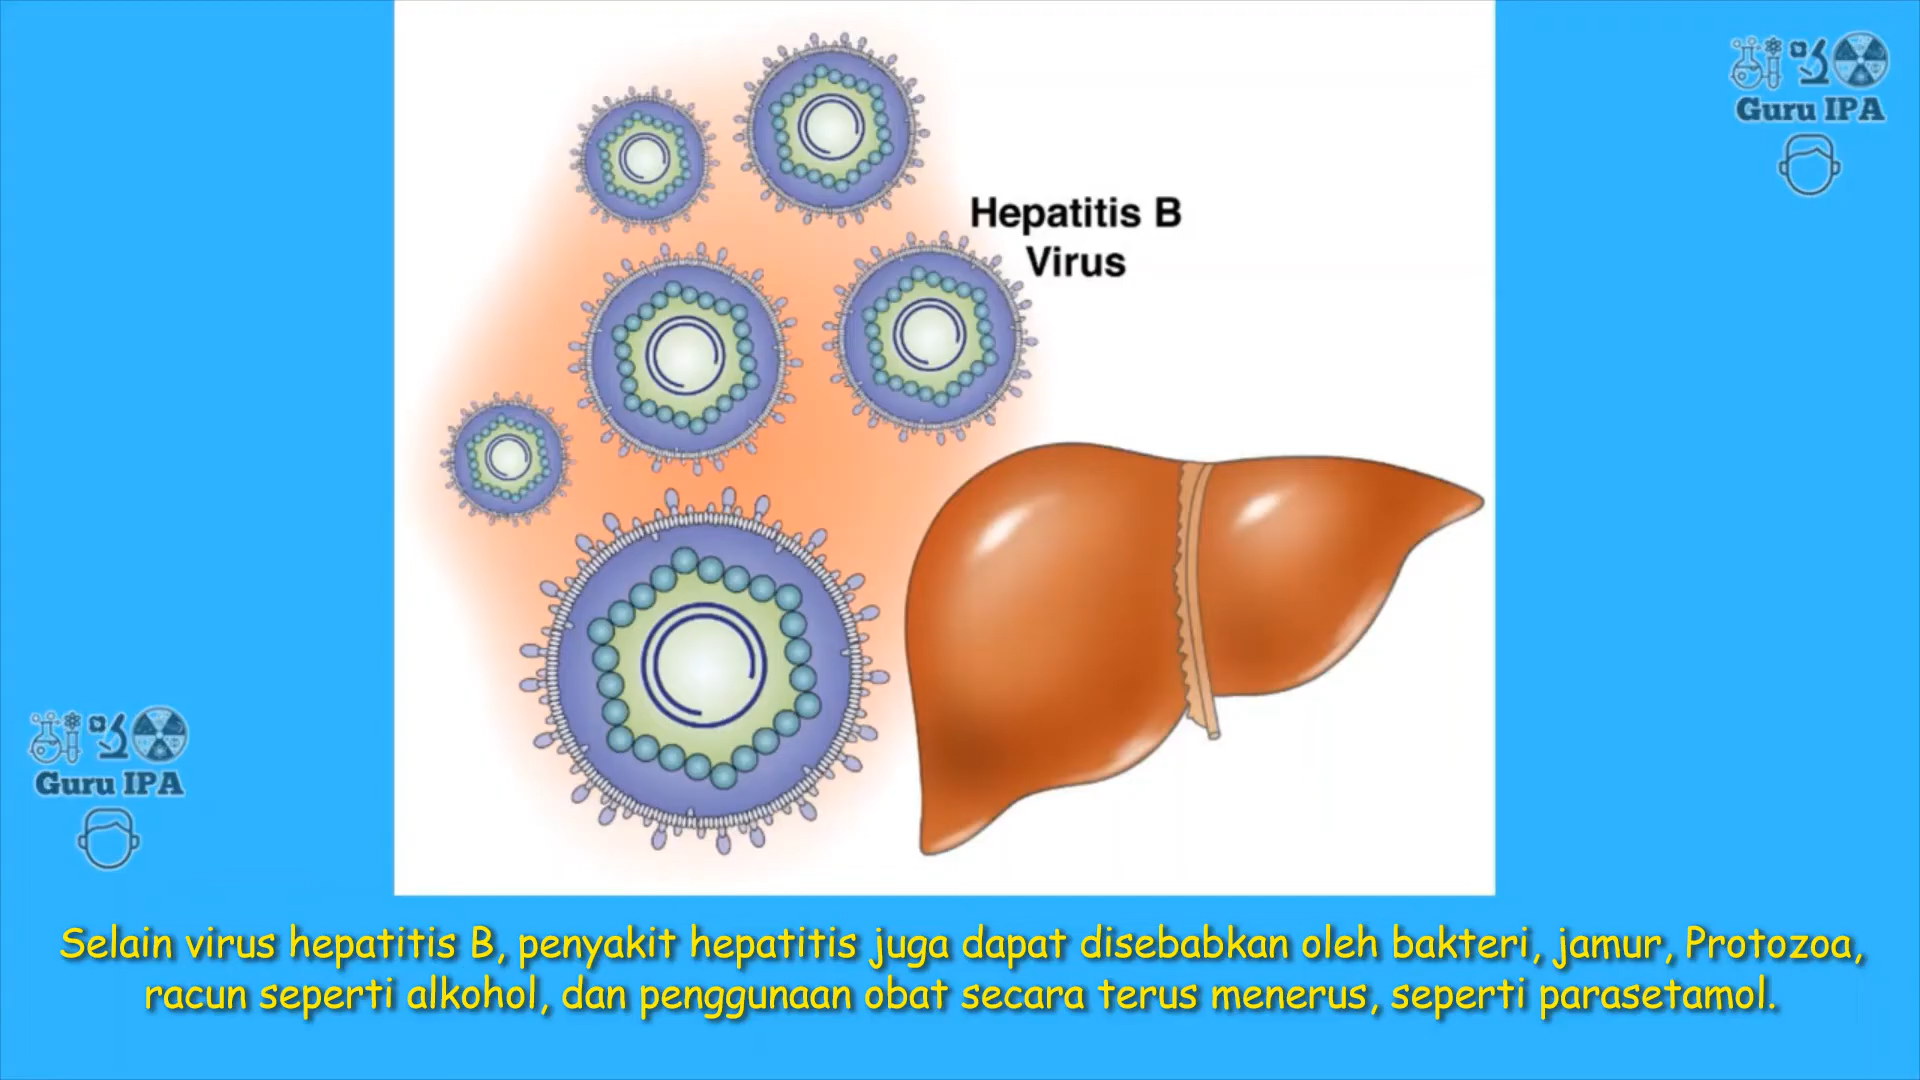 Guru IPA
Hepatitis B
Virus
Guru IPA
Selain virus hepatitis B, penyakit hepatitis juga dapat disebabkan oleh bakteri, jamur, Protozoa,
racun seperti alkohol, dan penggunaan obat secara terus menerus, seperti parasetamol.